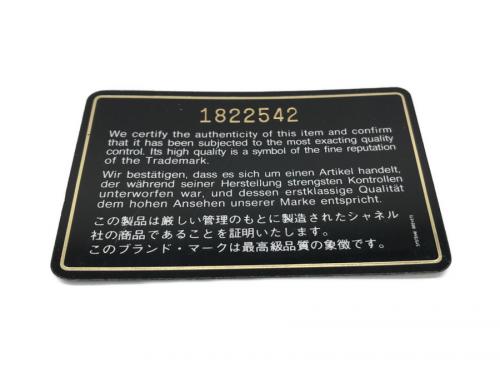 1822542
We certify the authenticity of this item and confirm
that it has been subjected to the most exacting quality
control. Its high quality is a symbol of the fine reputation
of the Trademark.
Wir bestätigen, dass es sich um einen Artikel handelt,
der während seiner Herstellung strengsten Kontrollen
unterworfen war, und dessen erstklassige Qualität
dem hohen Ansehen unserer Marke entspricht.
この製品は厳しい管理のもとに製造されたシャネル
社の商品であることを証明いたします。
このブランド・マークは最高級品質の象徴です。